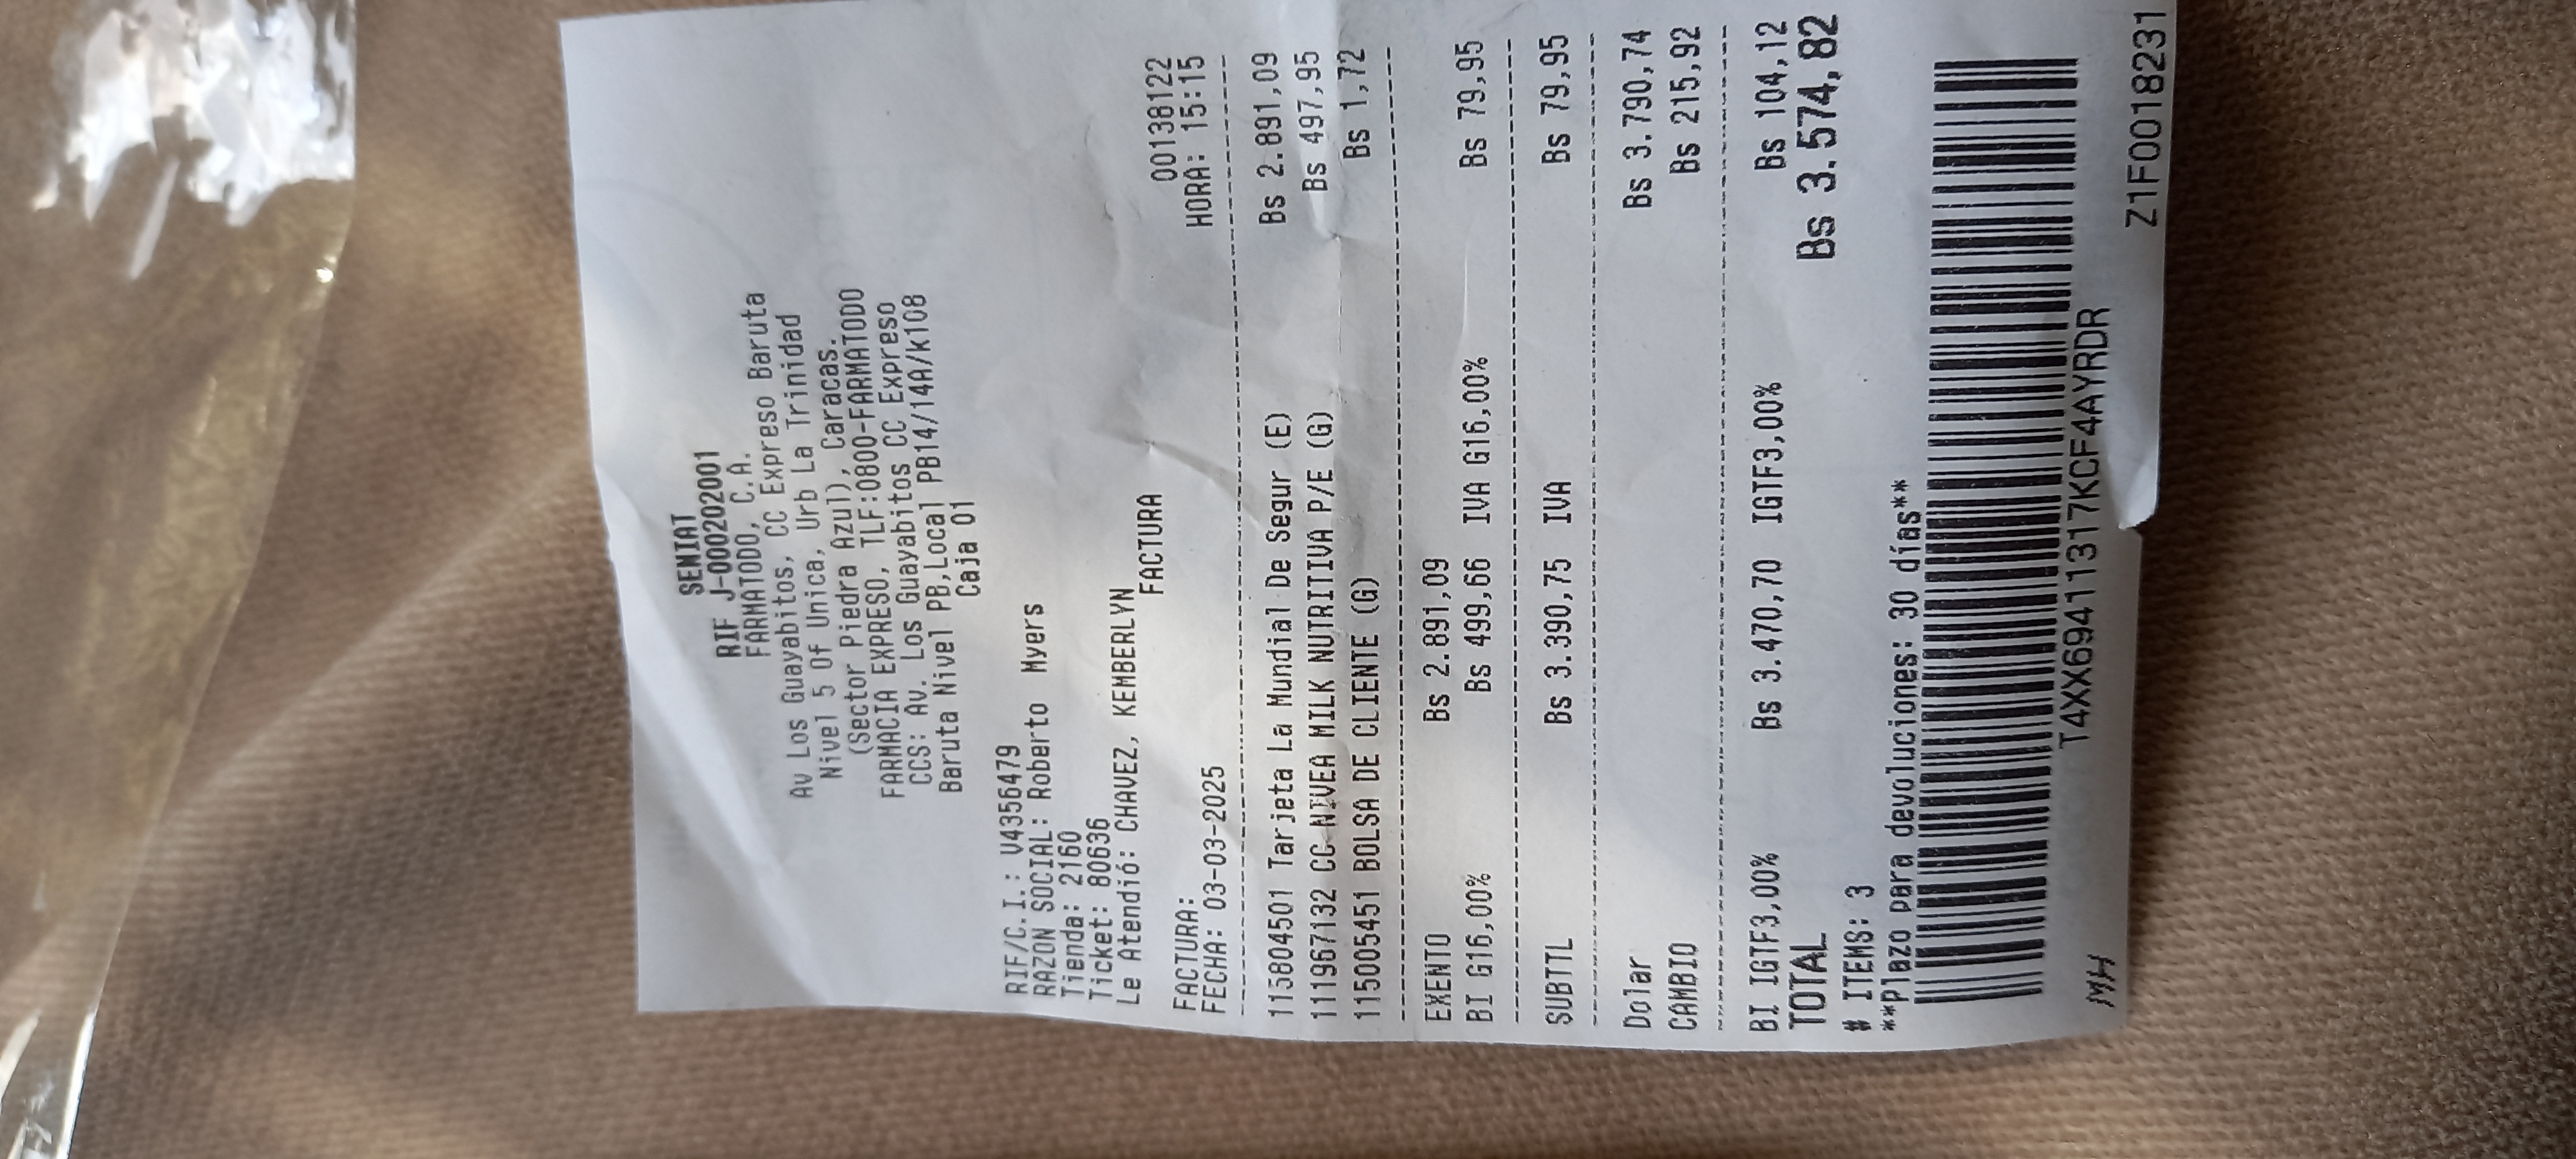 SENIAT
RIF J-000202001
FARMATODO, C.A.
Av Los Guayabitos, CC Expreso Baruta
Nivel 5 Of Unica, Urb La Trinidad
(Sector Piedra Azul), Caracas.
FARMACIA EXPRESO, TLF:0800-FARMATODO
CCS: Av. Los Guayabitos CC Expreso
Baruta Nivel PB,Local PB14/14A/K108
Caja 01
RIF/C.I.: V4356479
RAZON SOCIAL: Roberto Myers
Tienda: 2160
Ticket: 80636
Le Atendió: CHAVEZ, KEMBERLYN
FACTURA
FACTURA: 00138122
FECHA: 03-03-2025 HORA: 15:15
115804501 Tarjeta La Mundial De Segur (E) Bs 2.891,09
111967132 CC NIVEA MILK NUTRITIVA P/E (G) Bs 497,95
115005451 BOLSA DE CLIENTE (G) Bs 1,72
EXENTO Bs 2.891,09
BI G16,00% Bs 499,66 IVA G16,00% Bs 79,95
SUBTTL Bs 3.390,75 IVA Bs 79,95
Dolar Bs 3.790,74
CAMBIO Bs 215,92
BI IGTF3,00% Bs 3.470,70 IGTF3,00% Bs 104,12
TOTAL Bs 3.574,82
# ITEMS: 3
**Plazo para devoluciones: 30 días**
T4XX69411317KCF4AYRDR
MH Z1F0018231